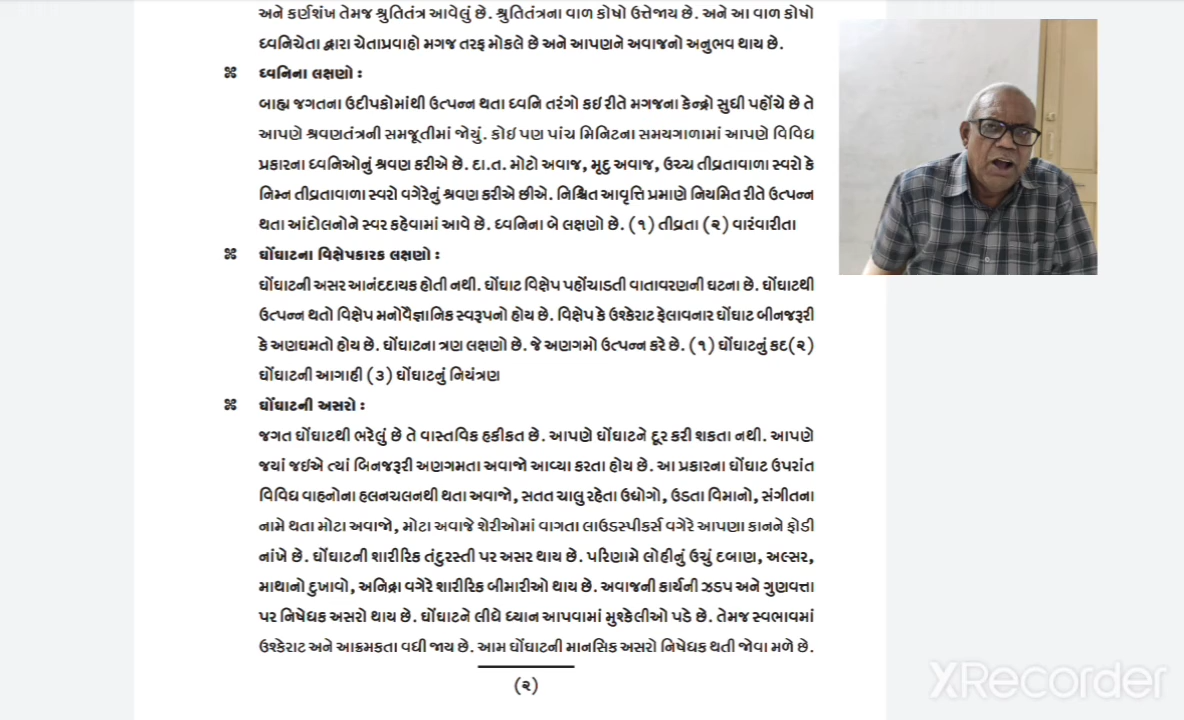 અને કર્ણશંખ તેમજ શ્રુતિતંત્ર આવેલું છે. શ્રુતિતંત્રના વાળ કોષો ઉત્તેજાય છે. અને આ વાળ કોષો
ધ્વનિચેતા દ્વારા ચેતાપ્રવાહો મગજ તરફ મોકલે છે અને આપણને અવાજનો અનુભવ થાય છે.
⌘ ધ્વનિના લક્ષણો :
બાહ્ય જગતના ઉદીપકોમાંથી ઉત્પન્ન થતા ધ્વનિ તરંગો કઇ રીતે મગજના કેન્દ્રો સુધી પહોંચે છે તે
આપણે શ્રવણતંત્રની સમજૂતીમાં જોયું. કોઇ પણ પાંચ મિનિટના સમયગાળામાં આપણે વિવિધ
પ્રકારના ધ્વનિઓનું શ્રવણ કરીએ છે. દા.ત. મોટો અવાજ, મૃદુ અવાજ, ઉચ્ચ તીવ્રતાવાળા સ્વરો કે
નિમ્ન તીવ્રતાવાળા સ્વરો વગેરેનું શ્રવણ કરીએ છીએ. નિશ્ચિત આવૃત્તિ પ્રમાણે નિયમિત રીતે ઉત્પન્ન
થતા આંદોલનોને સ્વર કહેવામાં આવે છે. ધ્વનિના બે લક્ષણો છે. (૧) તીવ્રતા (૨) વારંવારીતા
⌘ ઘોંઘાટના વિક્ષેપકારક લક્ષણો :
ઘોંઘાટની અસર આનંદદાયક હોતી નથી. ઘોંઘાટ વિક્ષેપ પહોંચાડતી વાતાવરણની ઘટના છે. ઘોંઘાટથી
ઉત્પન્ન થતો વિક્ષેપ મનોવૈજ્ઞાનિક સ્વરૂપનો હોય છે. વિક્ષેપ કે ઉશ્કેરાટ ફેલાવનાર ઘોંઘાટ બીનજરૂરી
કે અણઘમતો હોય છે. ઘોંઘાટના ત્રણ લક્ષણો છે. જે અણગમો ઉત્પન્ન કરે છે. (૧) ઘોંઘાટનું કદ(૨)
ઘોંઘાટની આગાહી (૩) ઘોંઘાટનું નિયંત્રણ
⌘ ઘોંઘાટની અસરો :
જગત ઘોંઘાટથી ભરેલું છે તે વાસ્તવિક હકીકત છે. આપણે ઘોંઘાટને દૂર કરી શકતા નથી. આપણે
જયાં જઈએ ત્યાં બિનજરૂરી અણગમતા અવાજો આવ્યા કરતા હોય છે. આ પ્રકારના ઘોંઘાટ ઉપરાંત
વિવિધ વાહનોના હલનચલનથી થતા અવાજો, સતત ચાલુ રહેતા ઉદ્યોગો, ઉડતા વિમાનો, સંગીતના
નામે થતા મોટા અવાજો, મોટા અવાજે શેરીઓમાં વાગતા લાઉડસ્પીકર્સ વગેરે આપણા કાનને ફોડી
નાંખે છે. ઘોંઘાટની શારીરિક તંદુરસ્તી પર અસર થાય છે. પરિણામે લોહીનું ઉચું દબાણ, અલ્સર,
માથાનો દુખાવો, અનિદ્રા વગેરે શારીરિક બીમારીઓ થાય છે. અવાજની કાર્યની ઝડપ અને ગુણવત્તા
પર નિષેધક અસરો થાય છે. ઘોંઘાટને લીધે ધ્યાન આપવામાં મુશ્કેલીઓ પડે છે. તેમજ સ્વભાવમાં
ઉશ્કેરાટ અને આક્રમકતા વધી જાય છે. આમ ઘોંઘાટની માનસિક અસરો નિષેધક થતી જોવા મળે છે.
(૨)
XRecorder